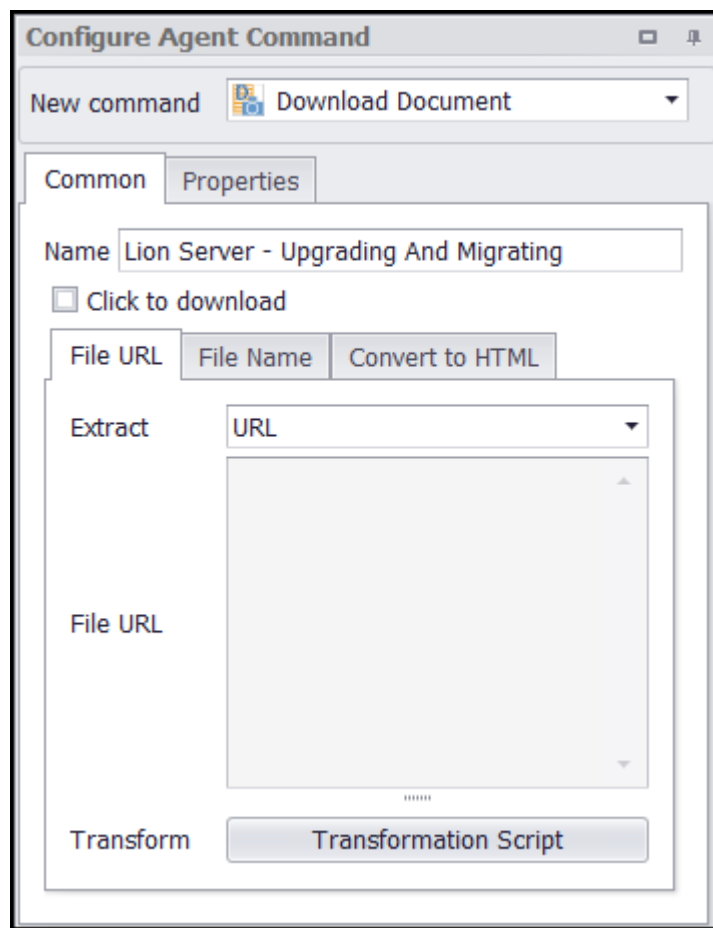 Configure Agent Command
New command Download Document
Common Properties
Name Lion Server - Upgrading And Migrating
Click to download
File URL File Name Convert to HTML
Extract URL
File URL
Transform Transformation Script